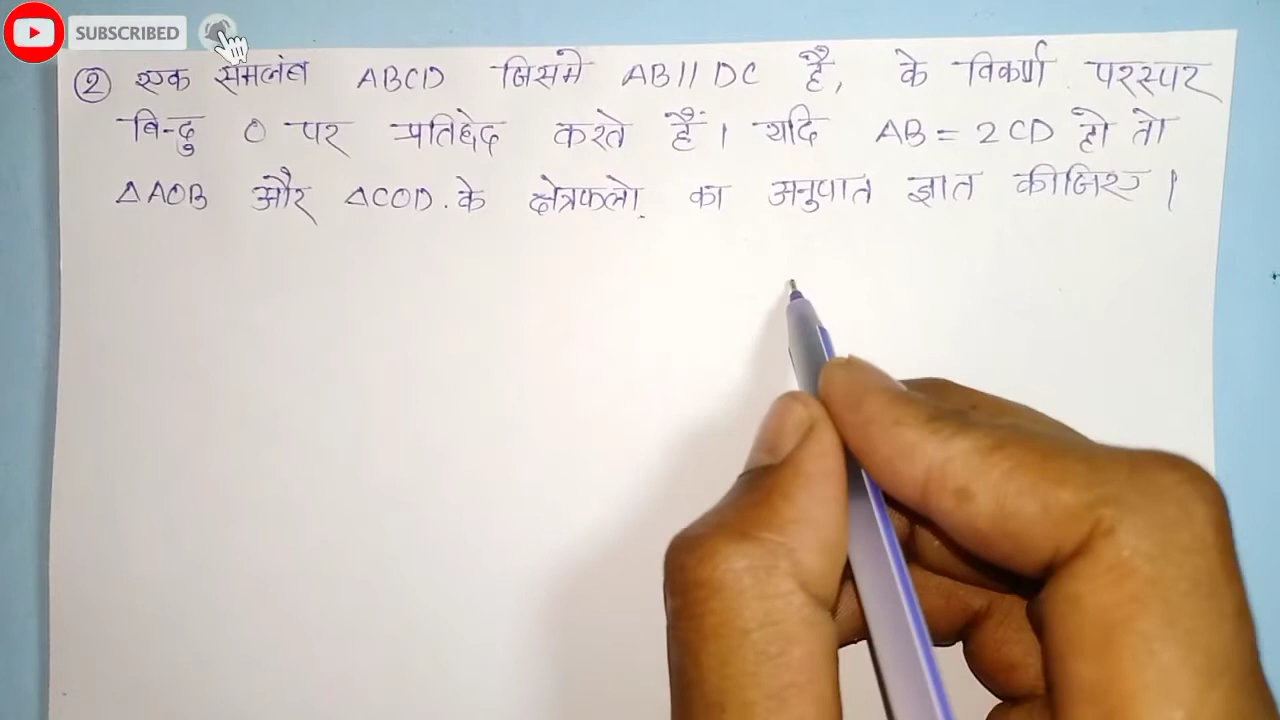 SUBSCRIBED
② एक समलंब ABCD जिसमे AB || DC है, के विकर्ण परस्पर
बिन्दु O पर प्रतिछेद करते हैं। यदि AB = 2CD हो तो
△AOB और △COD के क्षेत्रफलो का अनुपात ज्ञात कीजिए।